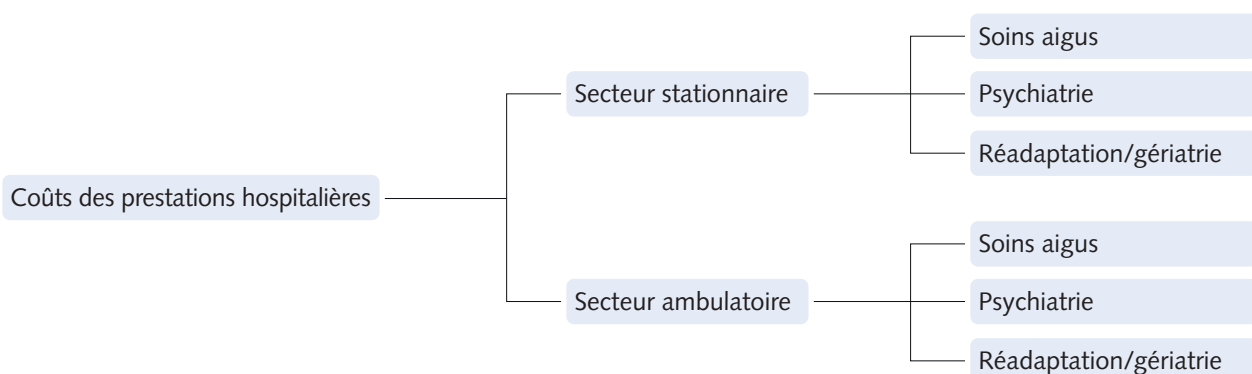 Soins aigus
Secteur stationnaire
Psychiatrie
Réadaptation/gériatrie
Coûts des prestations hospitalières
Soins aigus
Secteur ambulatoire
Psychiatrie
Réadaptation/gériatrie